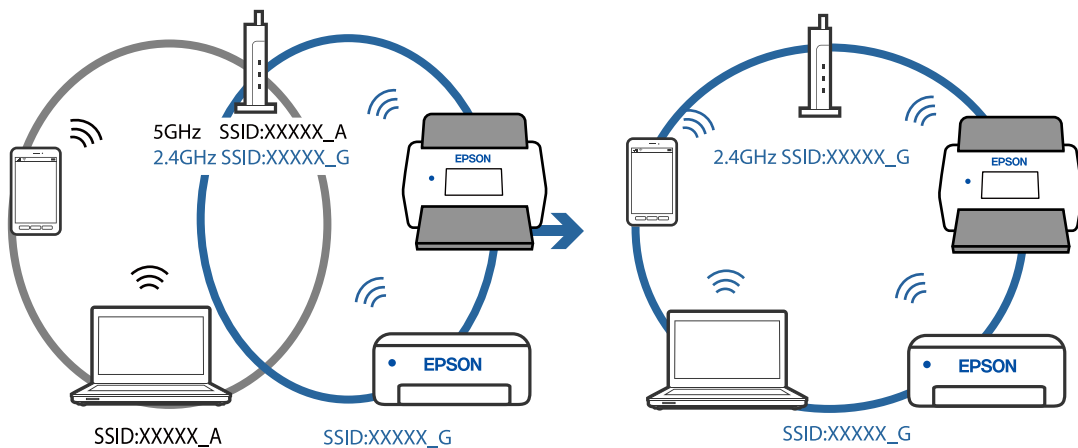 5GHz SSID:XXXXX_A
2.4GHz SSID:XXXXX_G
EPSON
EPSON
SSID:XXXXX_A
SSID:XXXXX_G
2.4GHz SSID:XXXXX_G
EPSON
EPSON
SSID:XXXXX_G